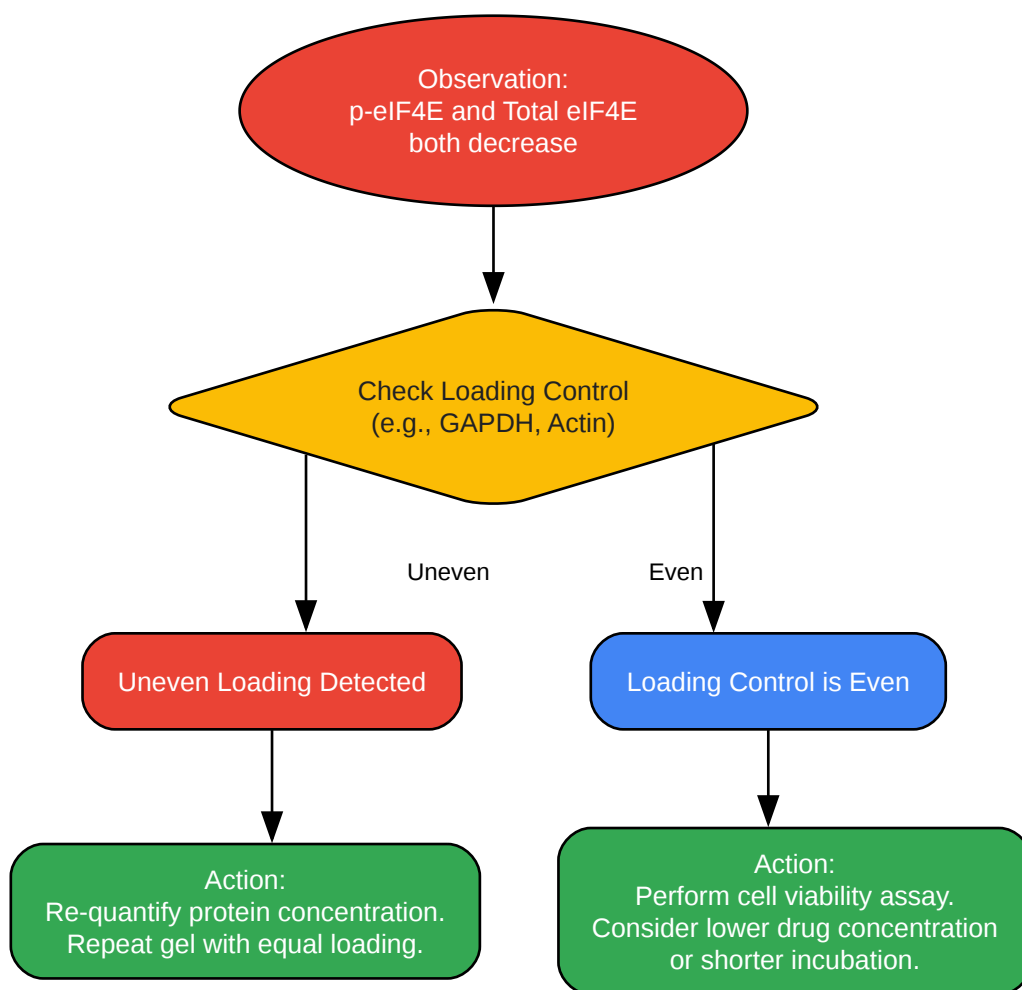 Observation:
p-eIF4E and Total eIF4E
both decrease
Check Loading Control
(e.g., GAPDH, Actin)
Uneven
Even
Uneven Loading Detected
Loading Control is Even
Action:
Re-quantify protein concentration.
Repeat gel with equal loading.
Action:
Perform cell viability assay.
Consider lower drug concentration
or shorter incubation.